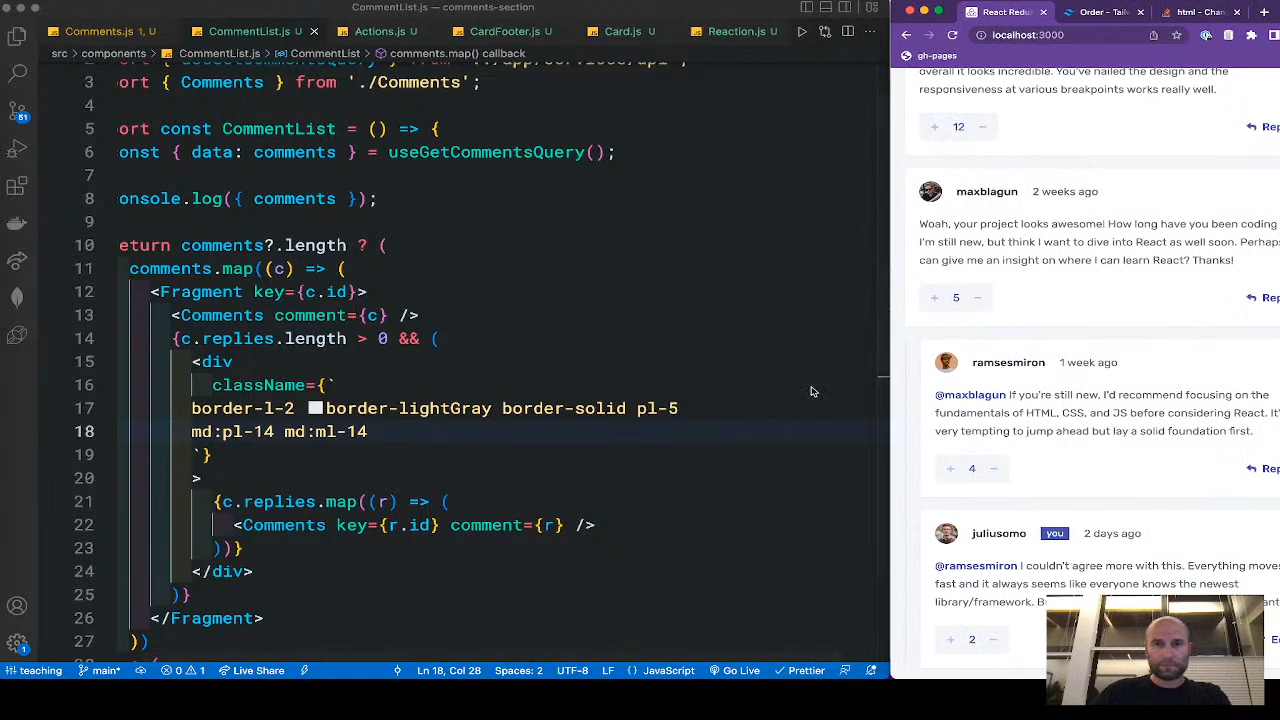 CommentList.js — comments-section
Comments.js 1, U
CommentList.js U
Actions.js U
CardFooter.js U
Card.js U
Reaction.js U
src > components > CommentList.js > CommentList > comments.map() callback
3 port { Comments } from './Comments';
4
5 port const CommentList = () => {
6 onst { data: comments } = useGetCommentsQuery();
7
8 onsole.log({ comments });
9
10 eturn comments?.length ? (
11 comments.map((c) => (
12 <Fragment key={c.id}>
13 <Comments comment={c} />
14 {c.replies.length > 0 && (
15 <div
16 className={`
17 border-l-2 border-lightGray border-solid pl-5
18 md:pl-14 md:ml-14
19 `}
20 >
21 {c.replies.map((r) => (
22 <Comments key={r.id} comment={r} />
23 ))}
24 </div>
25 )}
26 </Fragment>
27 ))
51
1
teaching
main*
0 1
Live Share
Ln 18, Col 28
Spaces: 2
UTF-8
LF
JavaScript
Go Live
Prettier
React Redux
Order - Tailw
html - Chan
localhost:3000
gh-pages
overall it looks incredible. You've nailed the design and the
responsiveness at various breakpoints works really well.
+ 12 −
Rep
maxblagun 2 weeks ago
Woah, your project looks awesome! How long have you been coding
I'm still new, but think I want to dive into React as well soon. Perhaps
can give me an insight on where I can learn React? Thanks!
+ 5 −
Rep
ramsesmiron 1 week ago
@maxblagun If you're still new, I'd recommend focusing on the
fundamentals of HTML, CSS, and JS before considering React. It's
very tempting to jump ahead but lay a solid foundation first.
+ 4 −
Rep
juliusomo you 2 days ago
@ramsesmiron I couldn't agree more with this. Everything moves
fast and it always seems like everyone knows the newest
library/framework.
+ 2 −